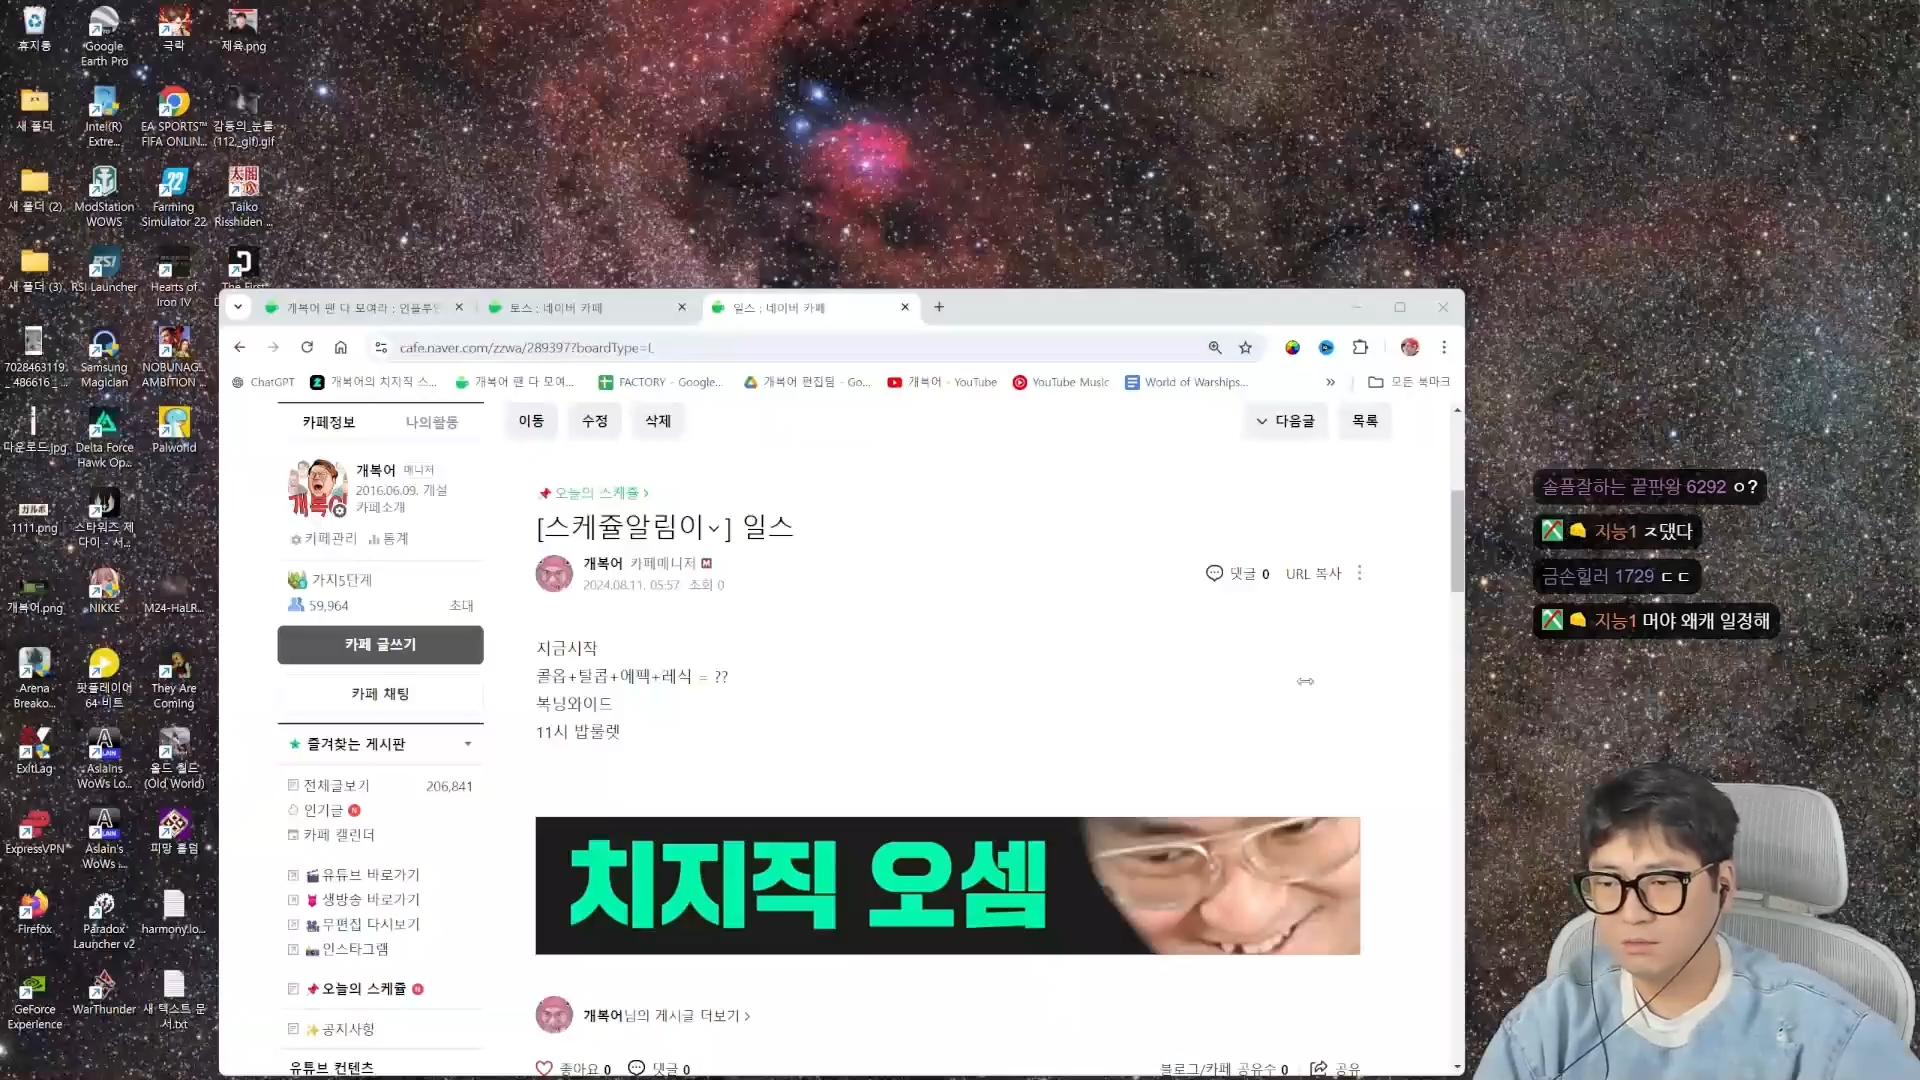 휴지통
Google Earth Pro
극락
제육.png
새 폴더
Intel(R) Extre...
EA SPORTS™ FIFA ONLIN...
감동의_눈물 (112_gif).gif
새 폴더 (2)
ModStation WOWS
Farming Simulator 22
Taiko Risshiden ...
새 폴더 (3)
RSI Launcher
Hearts of Iron IV
7028463119 _486616_...
Samsung Magician
NOBUNAG... AMBITION ...
다운로드.jpg
Delta Force Hawk Op...
Palworld
1111.png
스타워즈 제다이 - 서...
개복어.png
NIKKE
M24-HaLR...
Arena Breako...
팟플레이어 64 비트
They Are Coming
ExitLag
Aslains WoWs Lo...
올드 월드 (Old World)
ExpressVPN
Aslain's WoWs ...
피망 홀덤
Firefox
Paradox Launcher v2
harmony.lo...
GeForce Experience
WarThunder
새 텍스트 문서.txt
개복어 팬 다 모여라 : 인플루언
토스 : 네이버 카페
일스 : 네이버 카페
cafe.naver.com/zzwa/289397?boardType=L
ChatGPT
개복어의 치지직 스...
개복어 팬 다 모여...
FACTORY - Google...
개복어 편집팀 - Go...
개복어 - YouTube
YouTube Music
World of Warships...
모든 북마크
카페정보
나의활동
이동
수정
삭제
다음글
목록
개복어 매니저
2016.06.09. 개설
카페소개
개복어
카페관리
통계
가지5단계
59,964
초대
카페 글쓰기
카페 채팅
즐겨찾는 게시판
전체글보기
206,841
인기글
카페 캘린더
유튜브 바로가기
생방송 바로가기
무편집 다시보기
인스타그램
오늘의 스케쥴
공지사항
유튜브 컨텐츠
오늘의 스케쥴 >
[스케쥴알림이] 일스
개복어 카페매니저
2024.08.11. 05:57 조회 0
댓글 0
URL 복사
지금시작
콜옵+탈콥+에펙+레식 = ??
복닝와이드
11시 밥룰렛
치지직 오셈
개복어님의 게시글 더보기 >
좋아요 0
댓글 0
블로그/카페 공유수 0
공유
솔플잘하는 끝판왕 6292 ㅇ?
지능1 ㅈ댔다
금손힐러 1729 ㄷㄷ
지능1 머야 왜캐 일정해